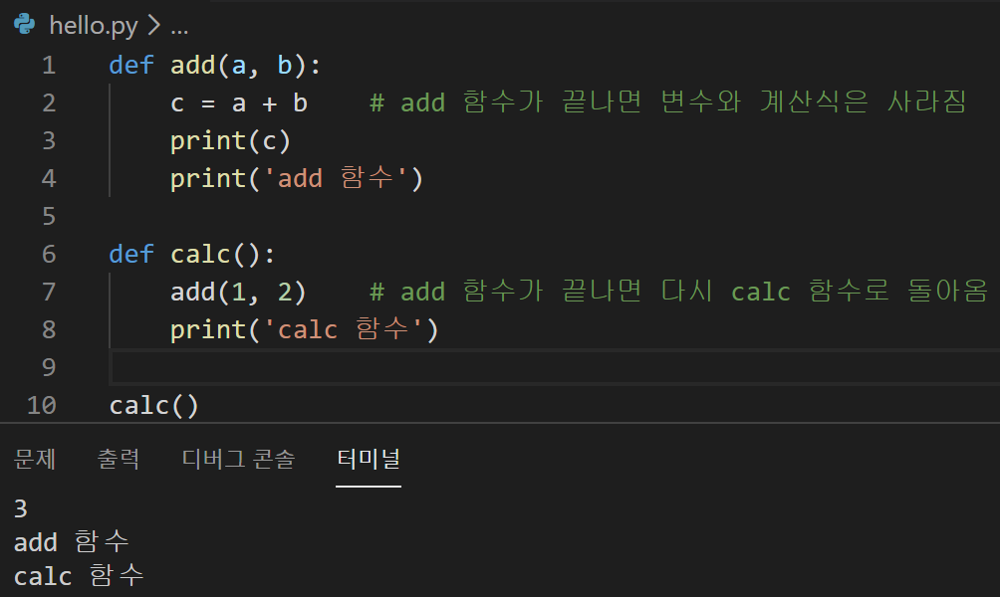 hello.py > ...
1 def add(a, b):
2     c = a + b    # add 함수가 끝나면 변수와 계산식은 사라짐
3     print(c)
4     print('add 함수')
5
6 def calc():
7     add(1, 2)    # add 함수가 끝나면 다시 calc 함수로 돌아옴
8     print('calc 함수')
9
10 calc()
문제 출력 디버그 콘솔 터미널
3
add 함수
calc 함수